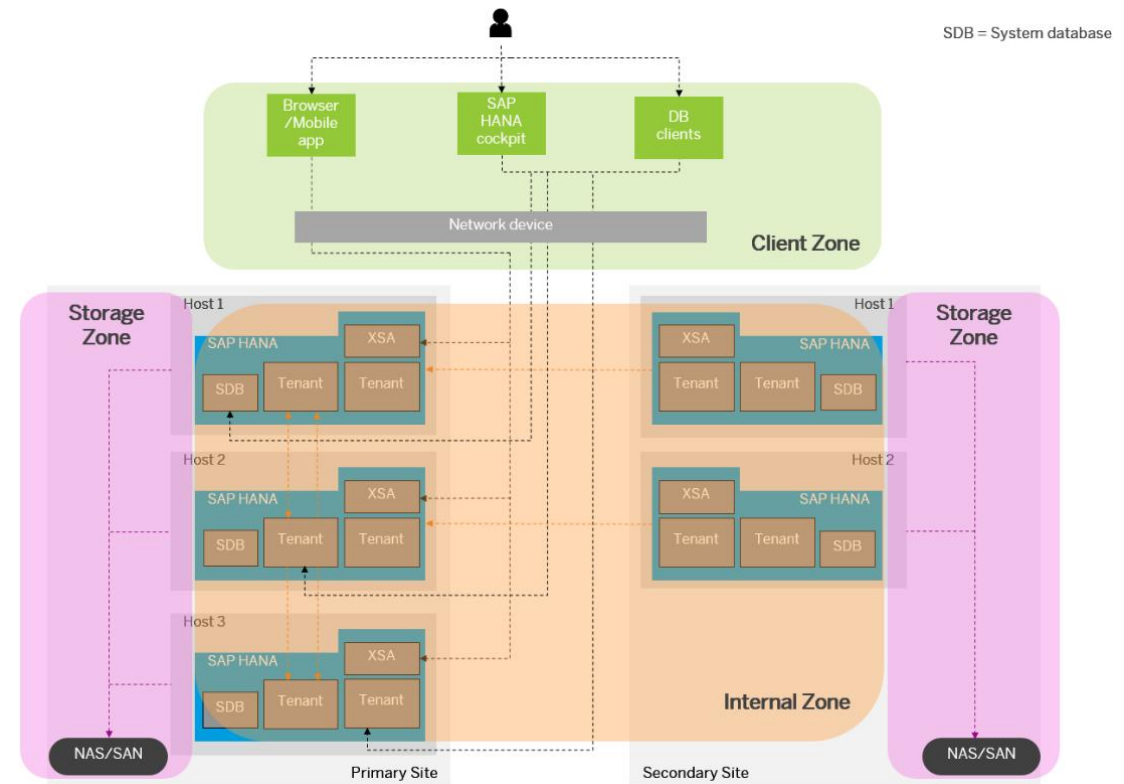 SDB = System database
Browser
/Mobile
app
SAP
HANA
cockpit
DB
clients
Network device
Client Zone
Storage
Zone
Host 1
SAP HANA
XSA
SDB
Tenant
Tenant
Host 2
SAP HANA
XSA
SDB
Tenant
Tenant
Host 3
SAP HANA
XSA
SDB
Tenant
Tenant
NAS/SAN
Primary Site
Host 1
XSA
SAP HANA
Tenant
Tenant
SDB
Host 2
XSA
SAP HANA
Tenant
Tenant
SDB
Internal Zone
Secondary Site
Storage
Zone
NAS/SAN